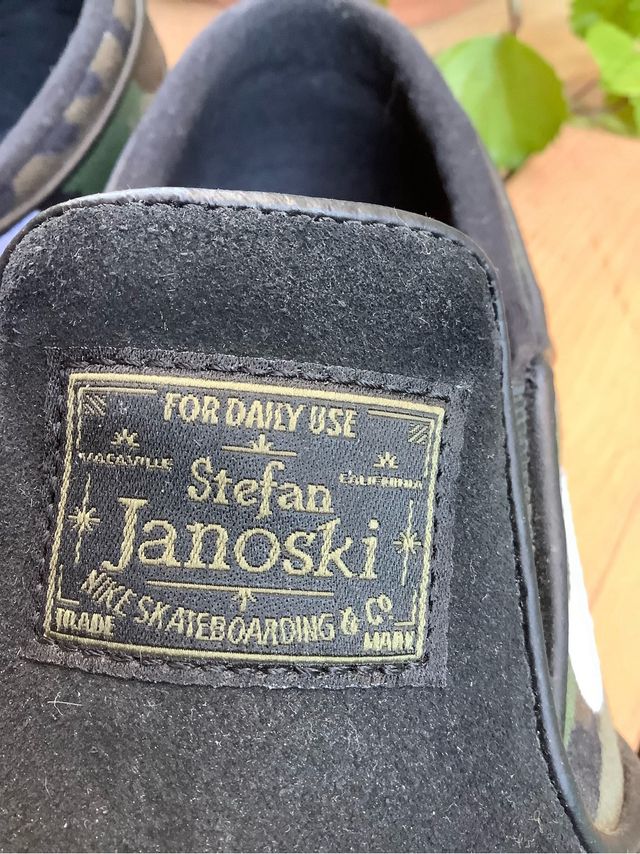 FOR DAILY USE
VACAVILLE
CALIFORNIA
Stefan
Janoski
NIKE SKATEBOARDING & Co
TRADE MARK